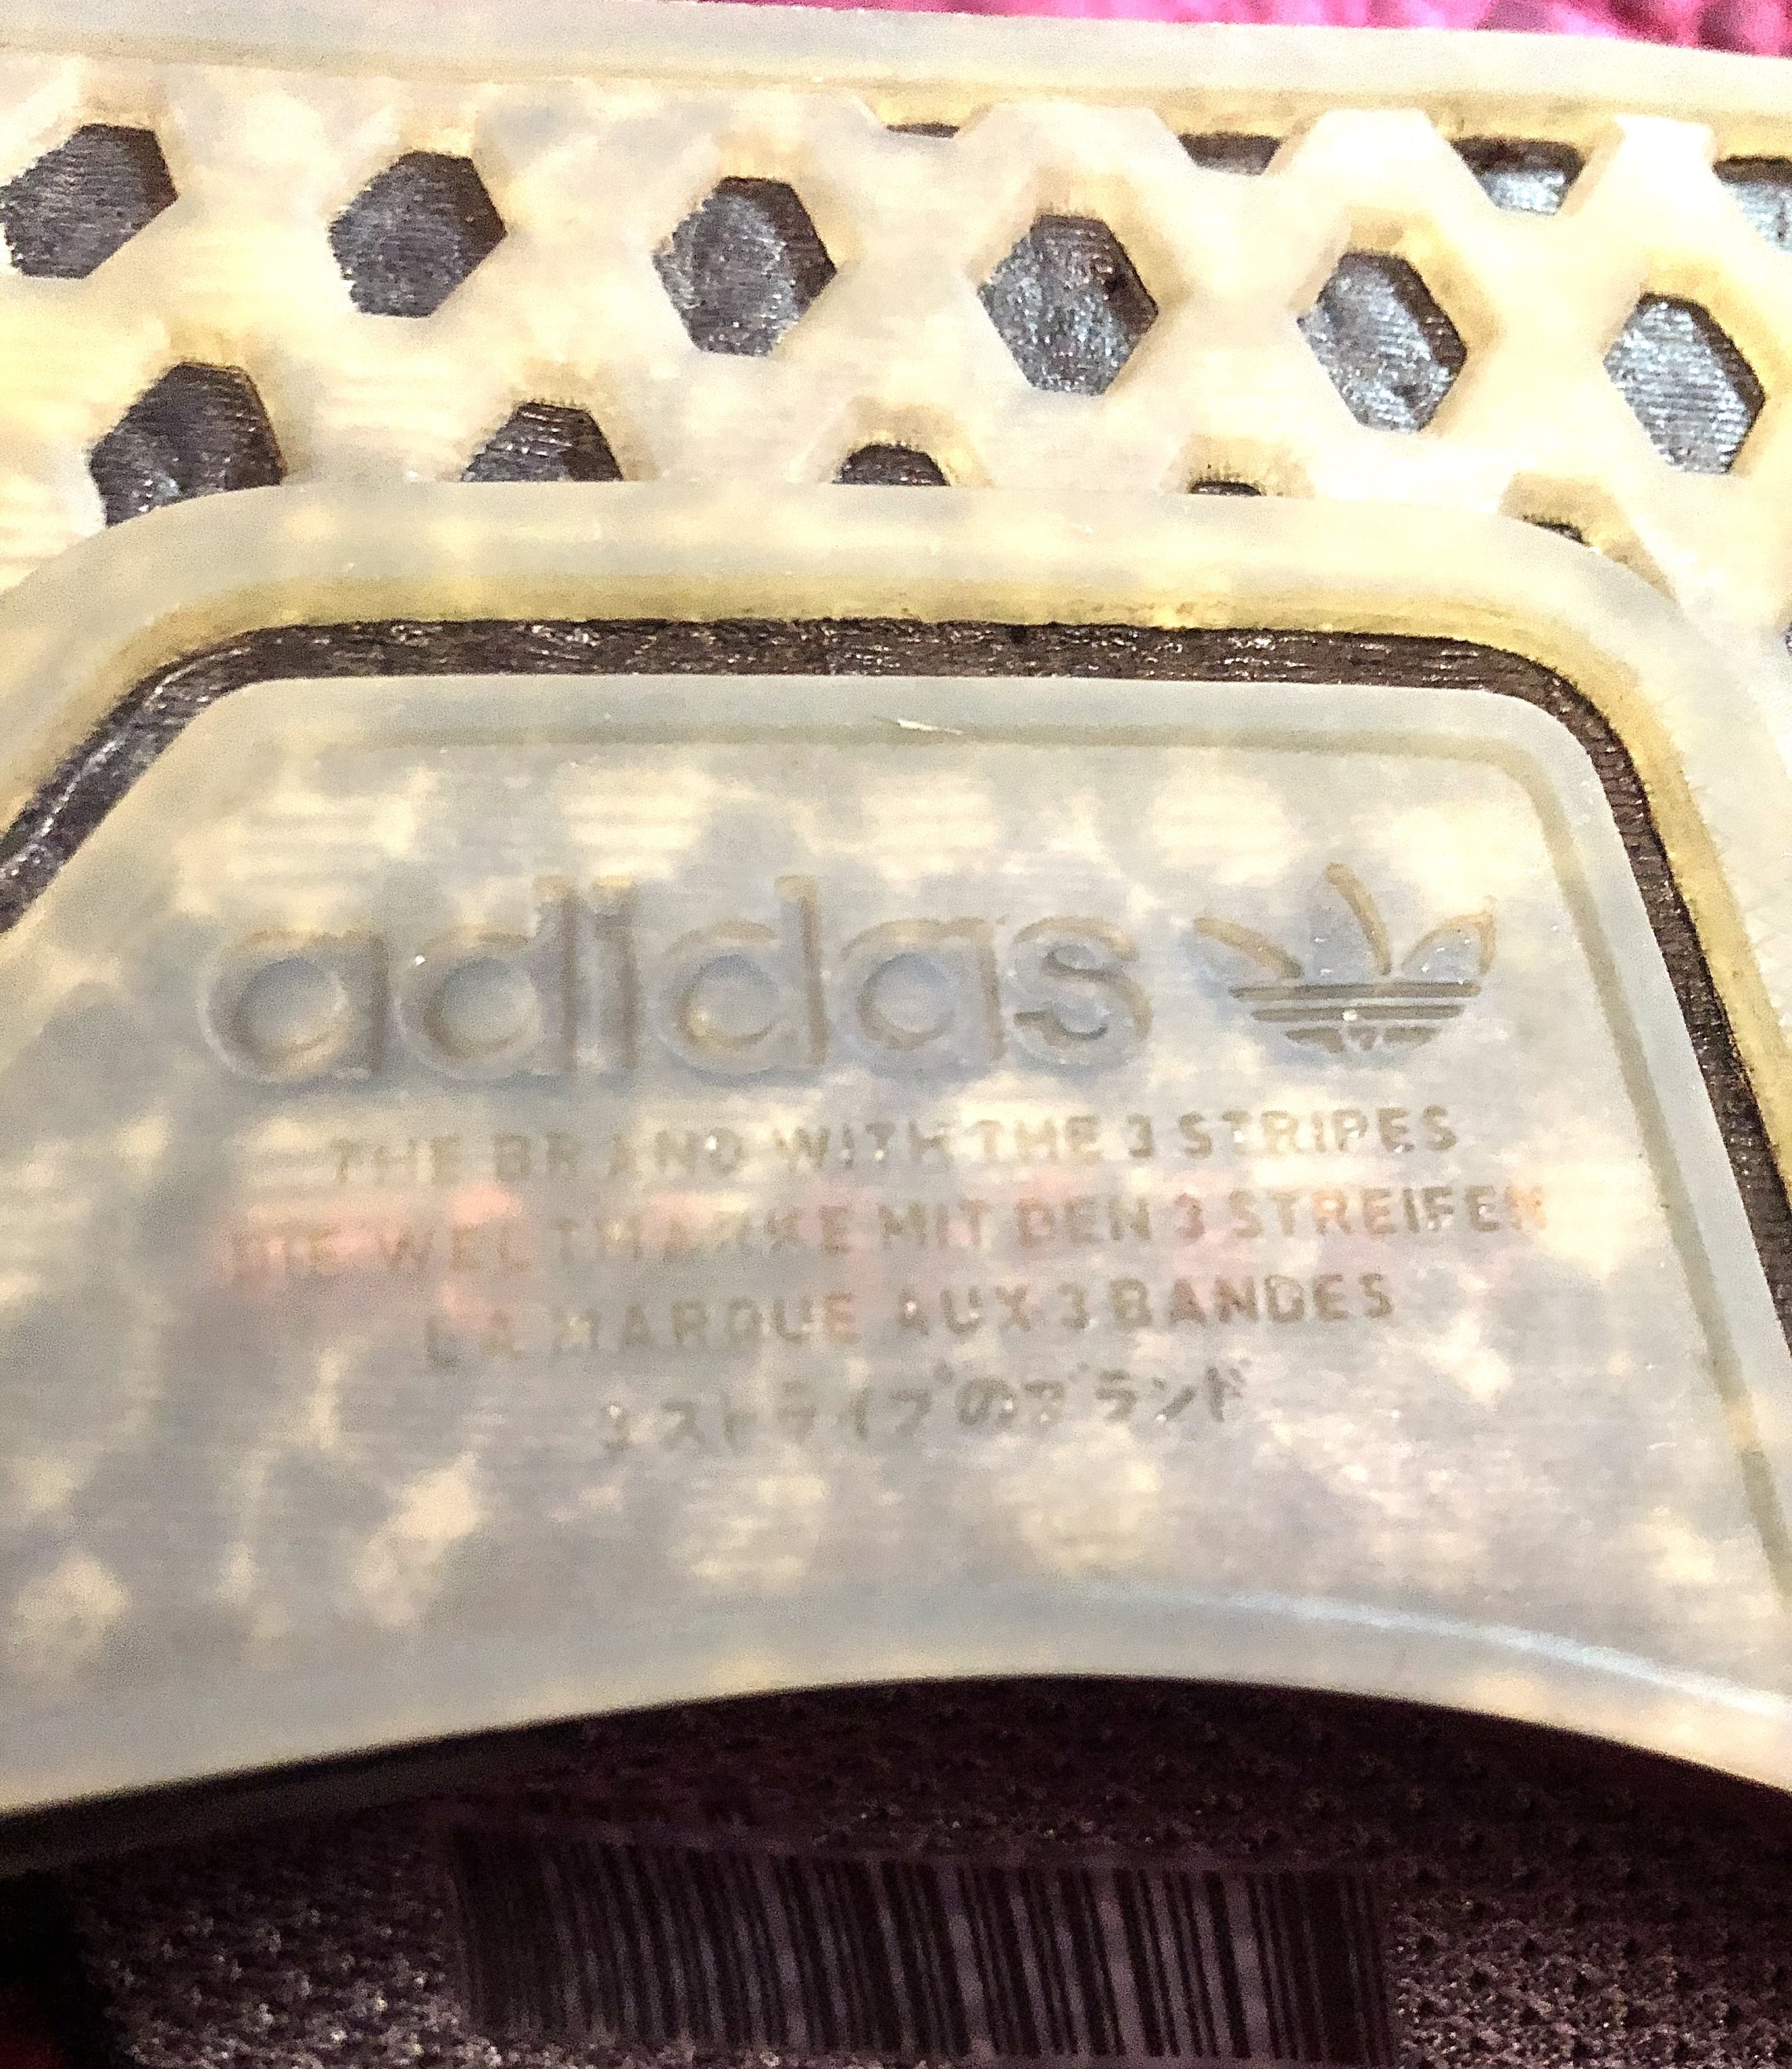 adidas
THE BRAND WITH THE 3 STRIPES
DIE WELTMARKE MIT DEN 3 STREIFEN
LA MARQUE AUX 3 BANDES
3ストライプのブランド